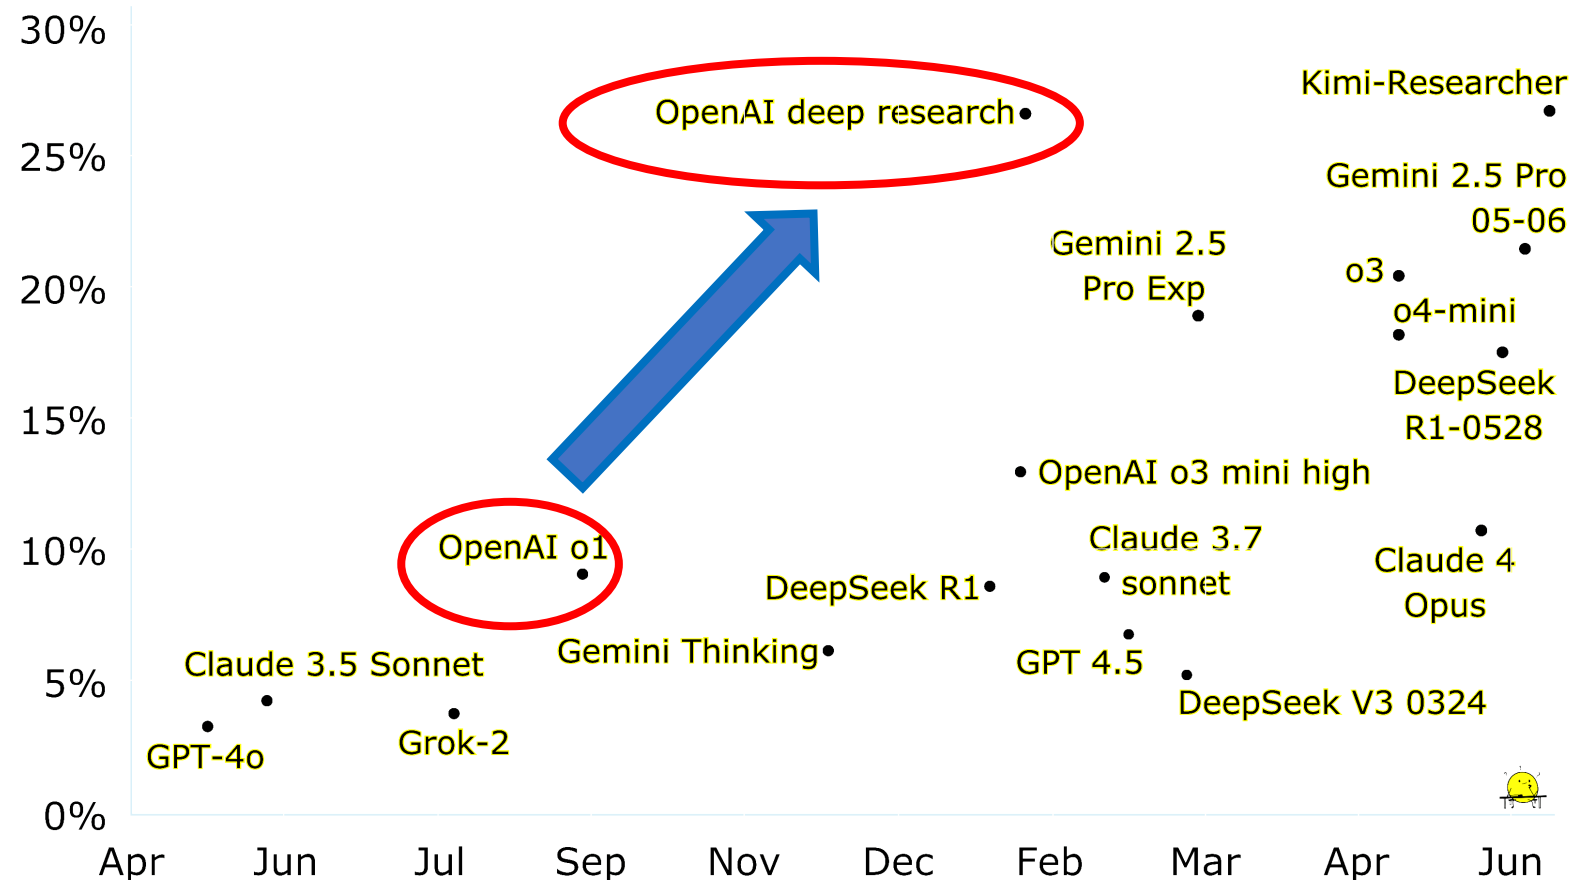 30%
Kimi-Researcher
OpenAI deep research
25%
Gemini 2.5 Pro
05-06
Gemini 2.5
Pro Exp
o3
20%
o4-mini
DeepSeek
R1-0528
15%
OpenAI o3 mini high
10%
OpenAI o1
Claude 3.7
sonnet
Claude 4
Opus
DeepSeek R1
Gemini Thinking
GPT 4.5
5%
Claude 3.5 Sonnet
DeepSeek V3 0324
GPT-4o
Grok-2
0%
Apr Jun Jul Sep Nov Dec Feb Mar Apr Jun